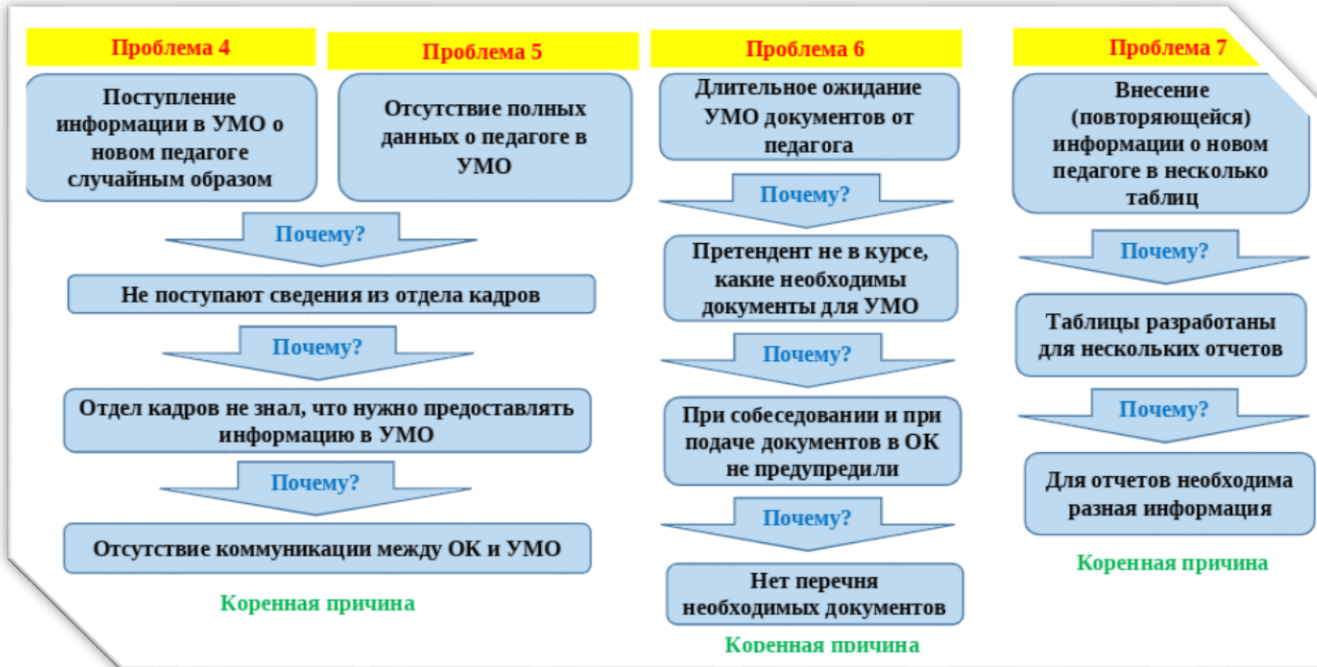 Проблема 4
Поступление
информации в УМО о
новом педагоге
случайным образом
Проблема 5
Отсутствие полных
данных о педагоге в
УМО
Почему?
Не поступают сведения из отдела кадров
Почему?
Отдел кадров не знал, что нужно предоставлять
информацию в УМО
Почему?
Отсутствие коммуникации между ОК и УМО
Коренная причина
Проблема 6
Длительное ожидание
УМО документов от
педагога
Почему?
Претендент не в курсе,
какие необходимы
документы для УМО
Почему?
При собеседовании и при
подаче документов в ОК
не предупредили
Почему?
Нет перечня
необходимых документов
Коренная причина
Проблема 7
Внесение
(повторяющейся)
информации о новом
педагоге в несколько
таблиц
Почему?
Таблицы разработаны
для нескольких отчетов
Почему?
Для отчетов необходима
разная информация
Коренная причина